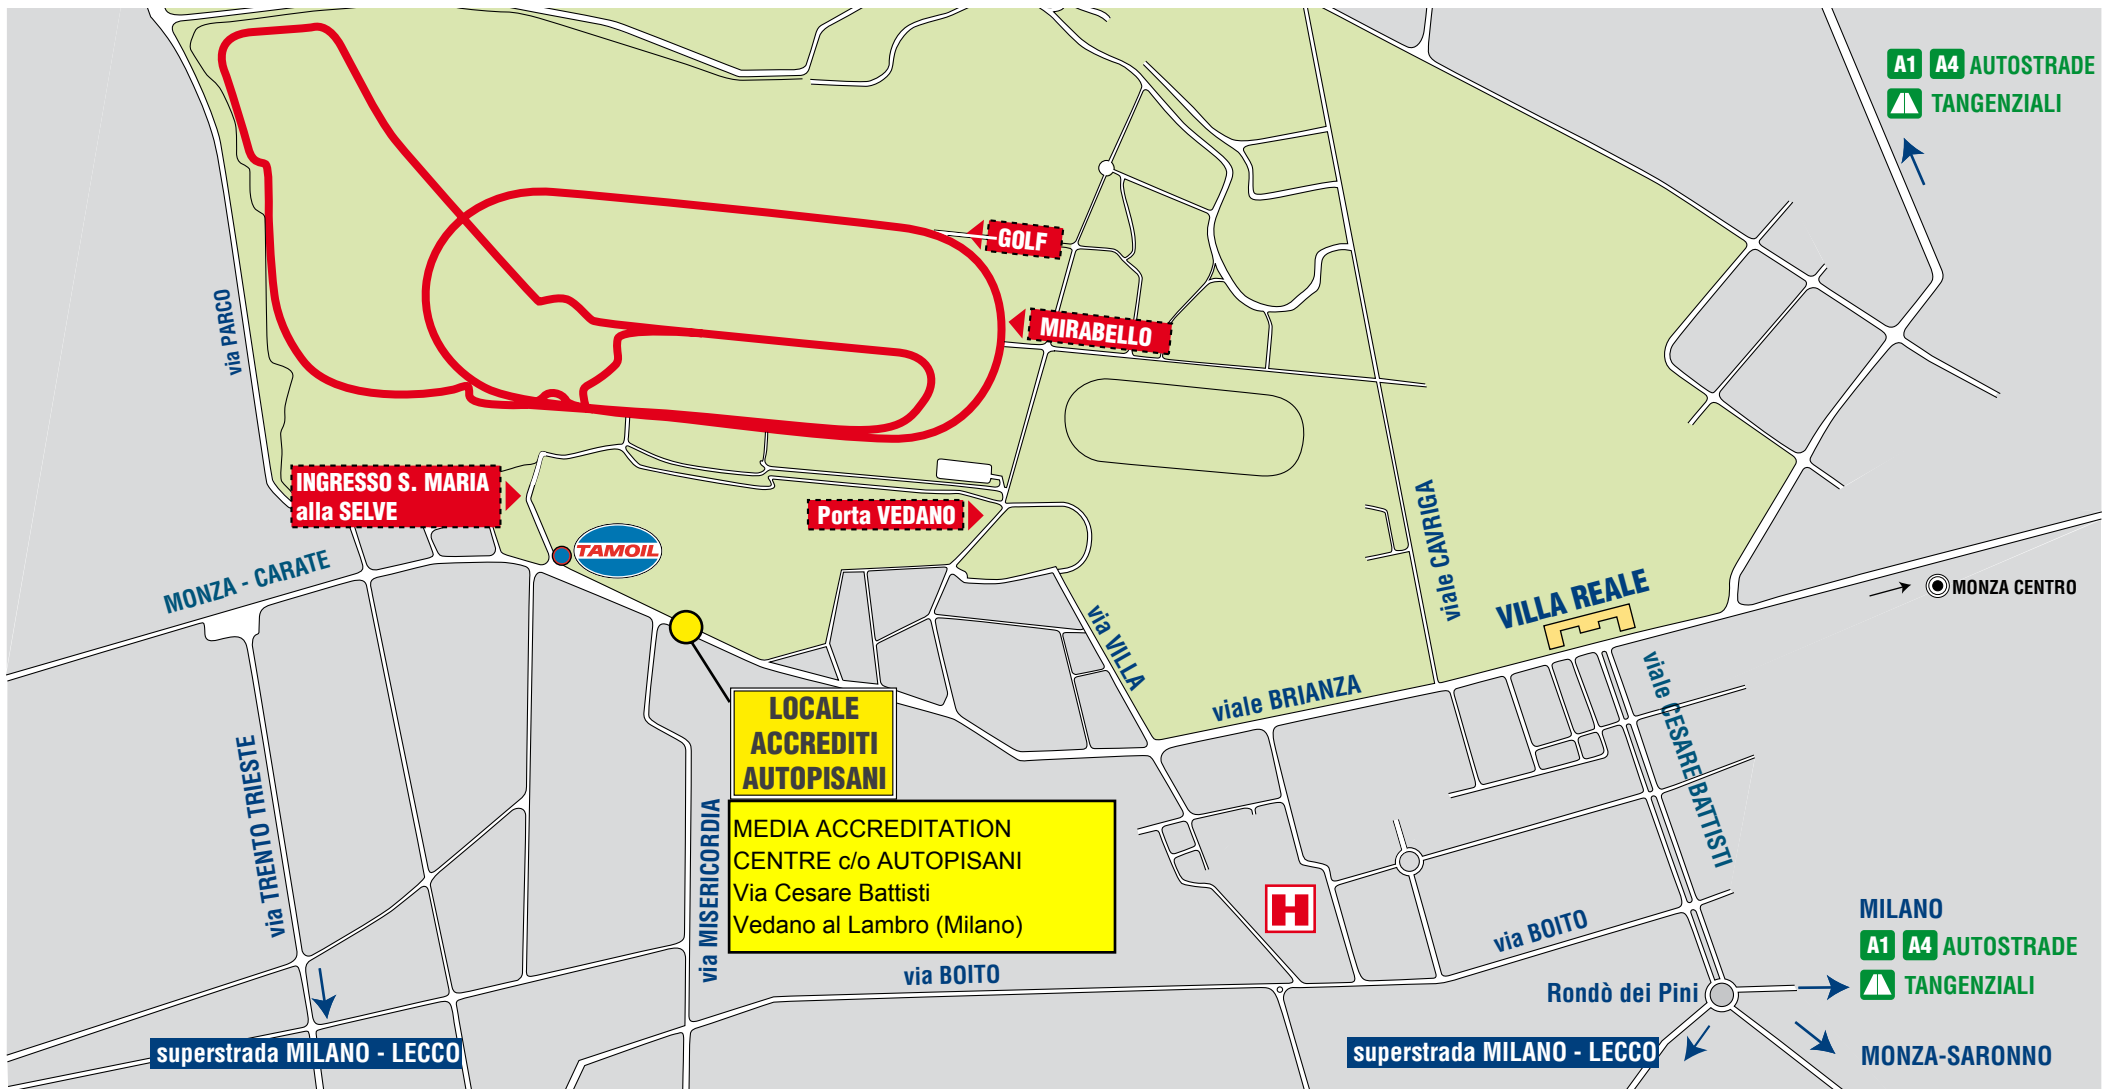 A1 A4 AUTOSTRADE
TANGENZIALI
GOLF
MIRABELLO
via PARCO
INGRESSO S. MARIA
alla SELVE
Porta VEDANO
TAMOIL
MONZA - CARATE
viale CAVRIGA
VILLA REALE
MONZA CENTRO
via VILLA
viale BRIANZA
viale CESARE BATTISTI
LOCALE
ACCREDITI
AUTOPISANI
MEDIA ACCREDITATION
CENTRE c/o AUTOPISANI
Via Cesare Battisti
Vedano al Lambro (Milano)
via TRENTO TRIESTE
via MISERICORDIA
H
via BOITO
via BOITO
MILANO
A1 A4 AUTOSTRADE
TANGENZIALI
Rondò dei Pini
superstrada MILANO - LECCO
superstrada MILANO - LECCO
MONZA-SARONNO